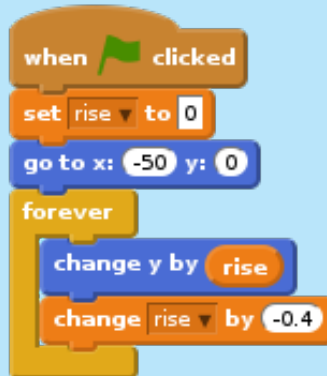 when clicked
set rise to 0
go to x: -50 y: 0
forever
change y by rise
change rise by -0.4